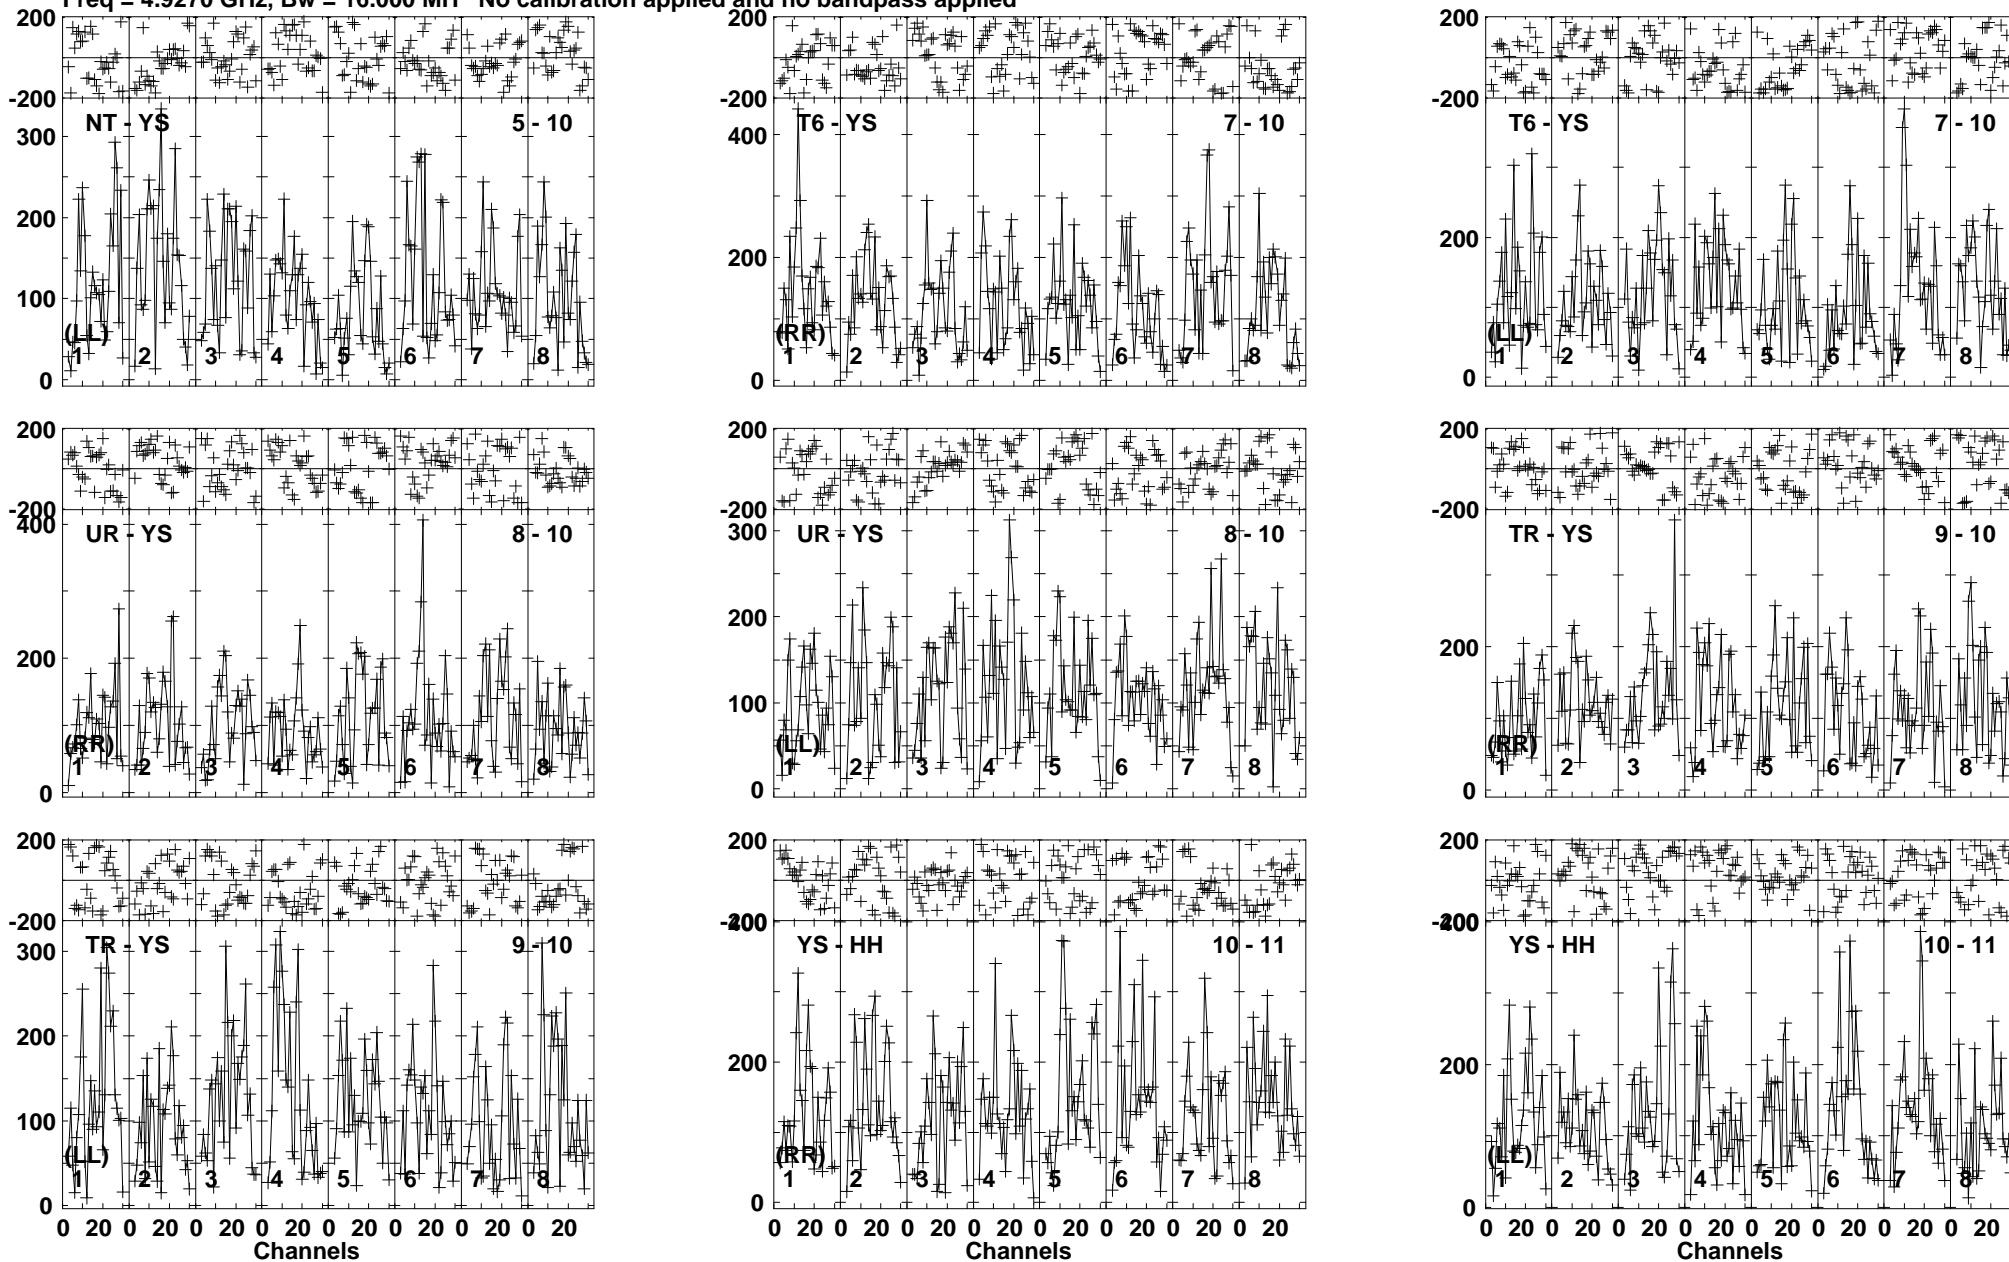 Freq = 4.9270 GHz, Bw = 16.000 MH No calibration applied and no bandpass applied
200 200 200
-200 -200 -200
NT - YS 5 - 10 T6 - YS 7 - 10 T6 - YS 7 - 10
300 400
200 200 200
100
(LL) (RR) (LL)
1 2 3 4 5 6 7 8 1 2 3 4 5 6 7 8 1 2 3 4 5 6 7 8
0 0 0
200 200 200
-200 -200 -200
400 300
UR - YS 8 - 10 UR - YS 8 - 10 TR - YS 9 - 10
200 200 200
100
(RR) (LL) (RR)
1 2 3 4 5 6 7 8 1 2 3 4 5 6 7 8 1 2 3 4 5 6 7 8
0 0 0
200 200 200
-200 -200 -200
400 400
TR - YS 9 - 10 YS - HH 10 - 11 YS - HH 10 - 11
300
200 200 200
100
(LL) (RR) (LL)
1 2 3 4 5 6 7 8 1 2 3 4 5 6 7 8 1 2 3 4 5 6 7 8
0 0 0
0 20 0 20 0 20 0 20 0 20 0 20 0 20 0 20 0 20 0 20 0 20 0 20 0 20 0 20 0 20 0 20 0 20 0 20 0 20 0 20 0 20 0 20 0 20 0 20
Channels Channels Channels